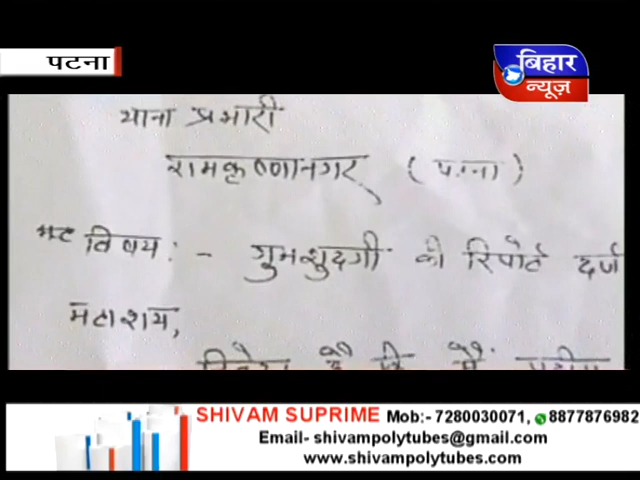 पटना
बिहार
न्यूज़
थाना प्रभारी
रामकृष्णानगर (पटना)
विषय:- गुमशुदगी की रिपोर्ट दर्ज
महाशय,
SHIVAM SUPRIME Mob:- 7280030071, 8877876982
Email- shivampolytubes@gmail.com
www.shivampolytubes.com